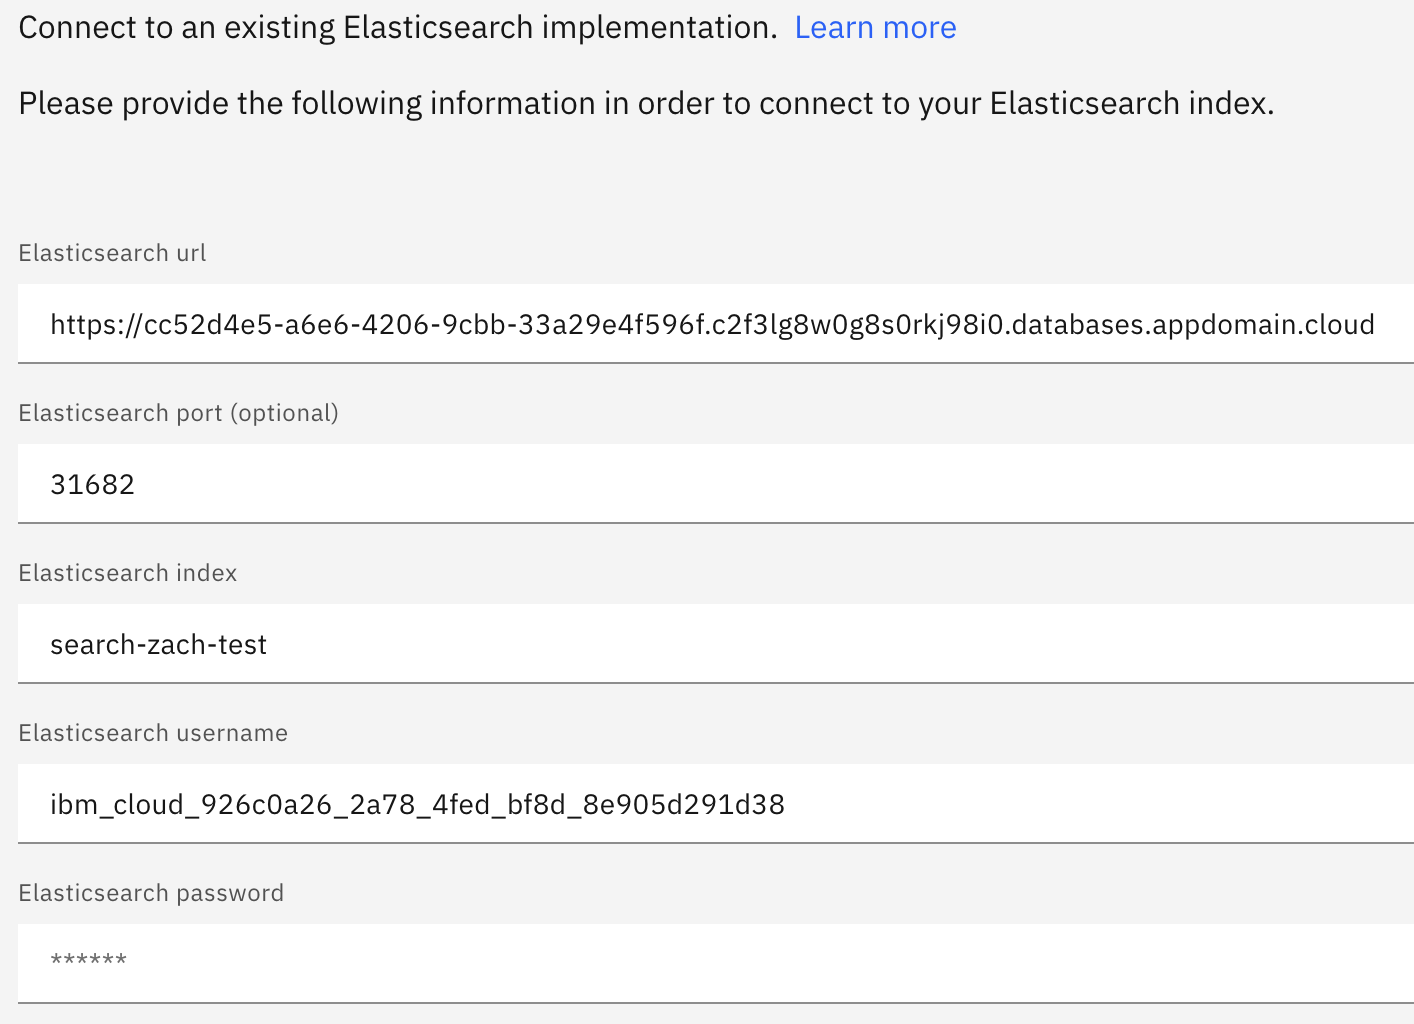 Connect to an existing Elasticsearch implementation. Learn more
Please provide the following information in order to connect to your Elasticsearch index.
Elasticsearch url
https://cc52d4e5-a6e6-4206-9cbb-33a29e4f596f.c2f3lg8w0g8s0rkj98i0.databases.appdomain.cloud
Elasticsearch port (optional)
31682
Elasticsearch index
search-zach-test
Elasticsearch username
ibm_cloud_926c0a26_2a78_4fed_bf8d_8e905d291d38
Elasticsearch password
******